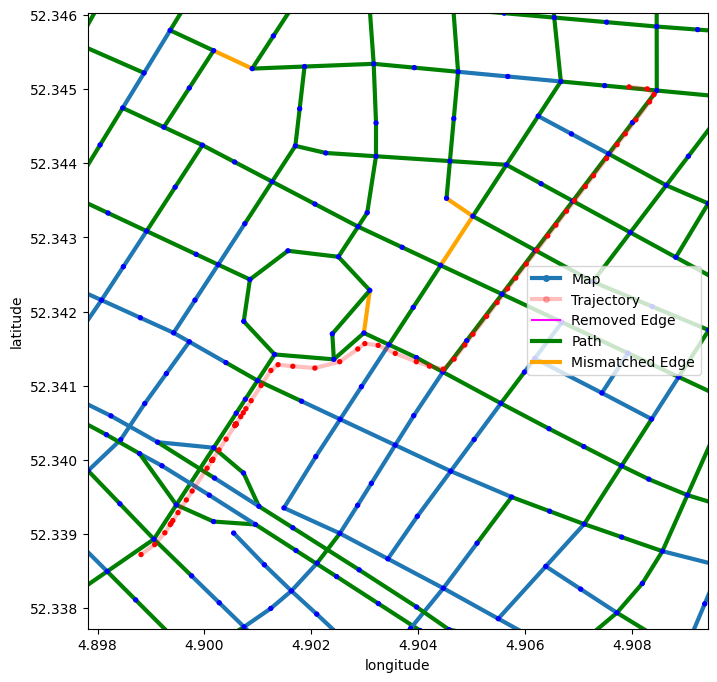 52.346
52.345
52.344
52.343
52.342
52.341
52.340
52.339
52.338
latitude
4.898
4.900
4.902
4.904
4.906
4.908
longitude
Map
Trajectory
Removed Edge
Path
Mismatched Edge